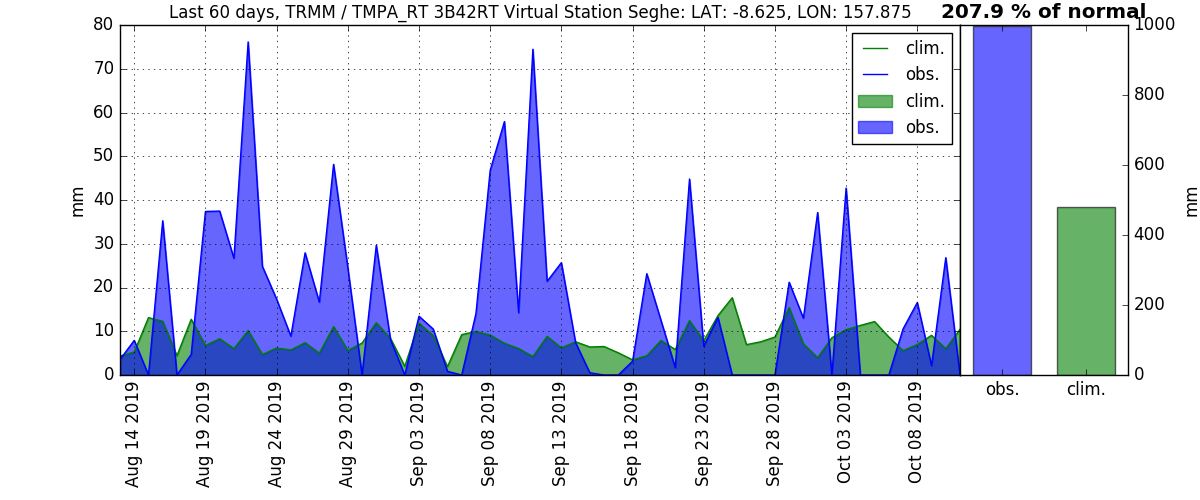 Last 60 days, TRMM / TMPA_RT 3B42RT Virtual Station Seghe: LAT: -8.625, LON: 157.875
207.9 % of normal
80
70
60
50
40
30
20
10
0
mm
clim.
obs.
clim.
obs.
1000
800
600
400
200
0
mm
Aug 14 2019
Aug 19 2019
Aug 24 2019
Aug 29 2019
Sep 03 2019
Sep 08 2019
Sep 13 2019
Sep 18 2019
Sep 23 2019
Sep 28 2019
Oct 03 2019
Oct 08 2019
obs.
clim.